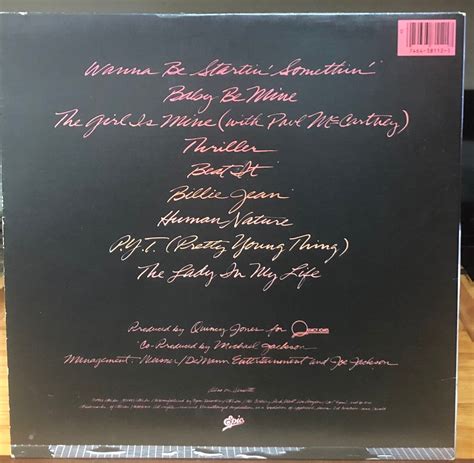 Wanna Be Startin' Somethin'
Baby Be Mine
The Girl Is Mine (with Paul McCartney)
Thriller
Beat It
Billie Jean
Human Nature
P.Y.T. (Pretty Young Thing)
The Lady In My Life
Produced by Quincy Jones for
Co-Produced by Michael Jackson
Management: Weisner/DeMann Entertainment and Joe Jackson
Epic